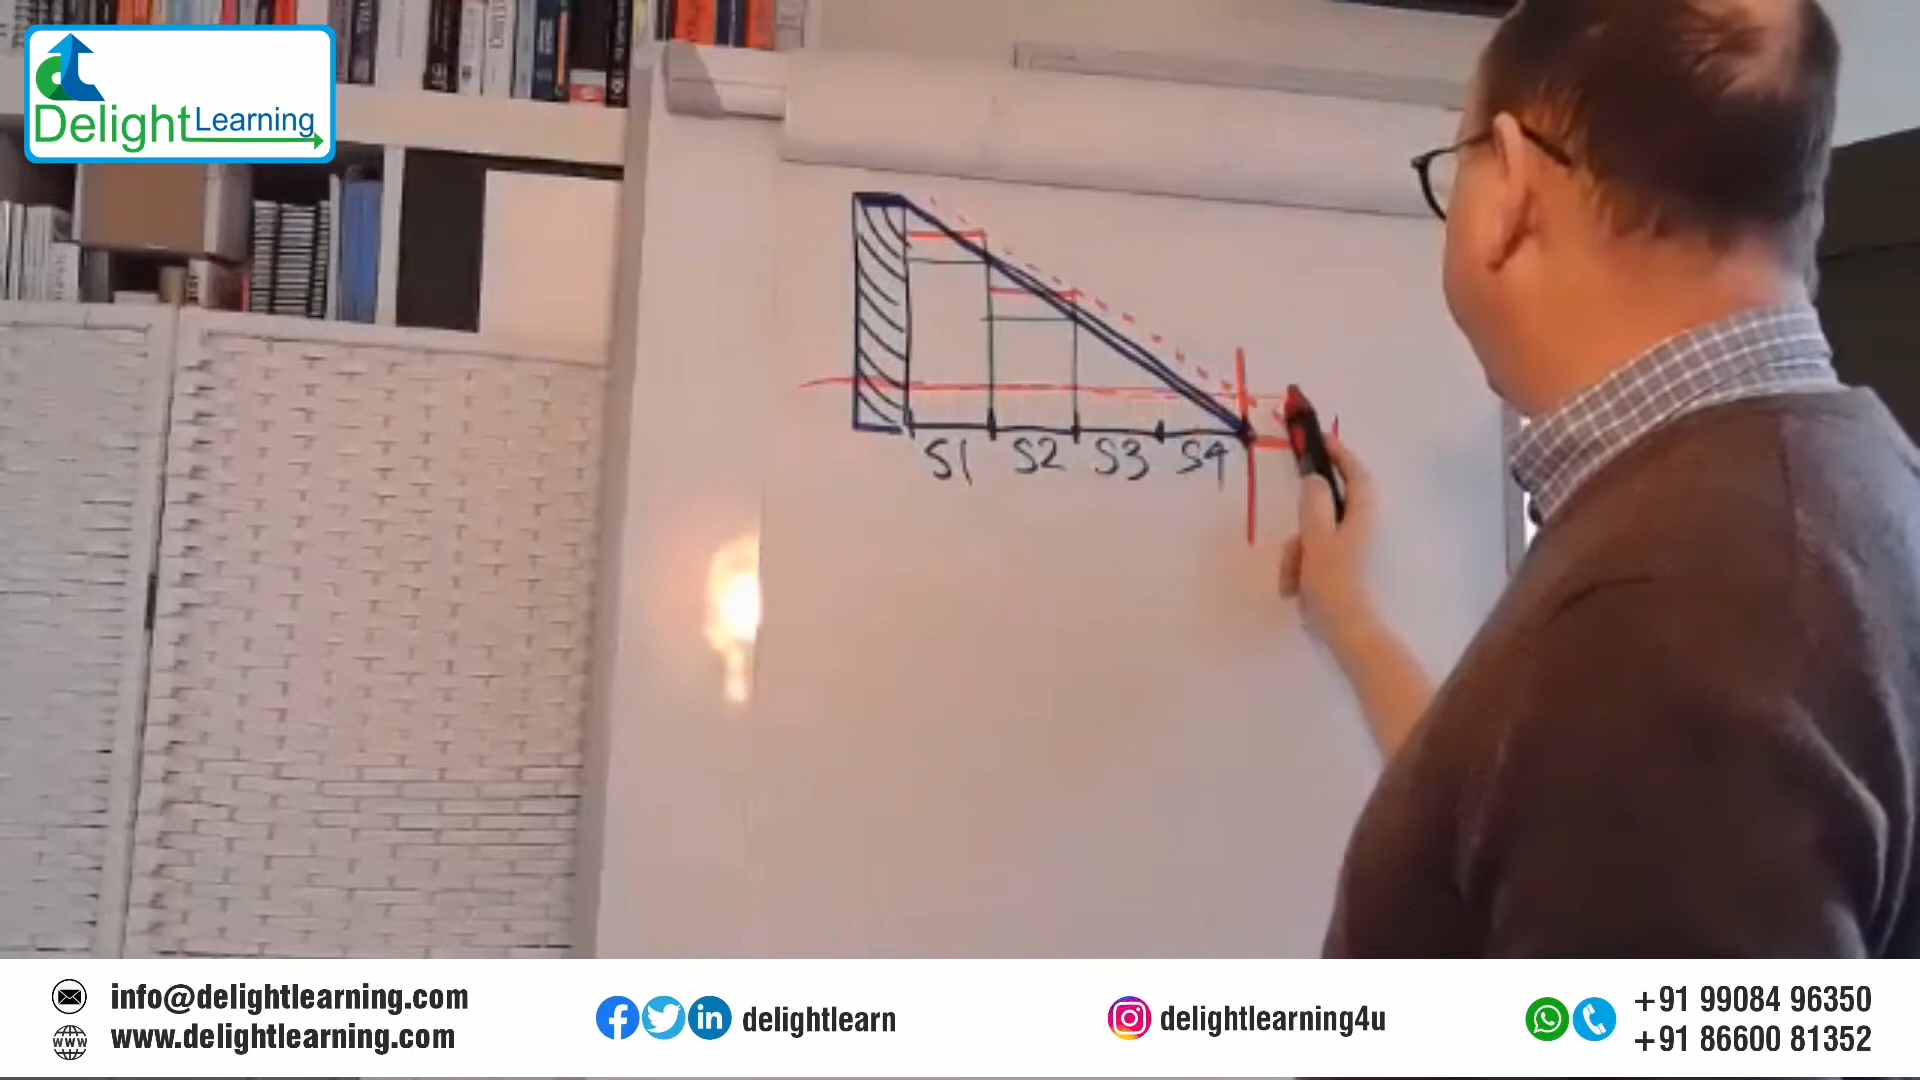 Delight Learning
S1 S2 S3 S4
info@delightlearning.com
www.delightlearning.com
delightlearn
delightlearning4u
+91 99084 96350
+91 86600 81352